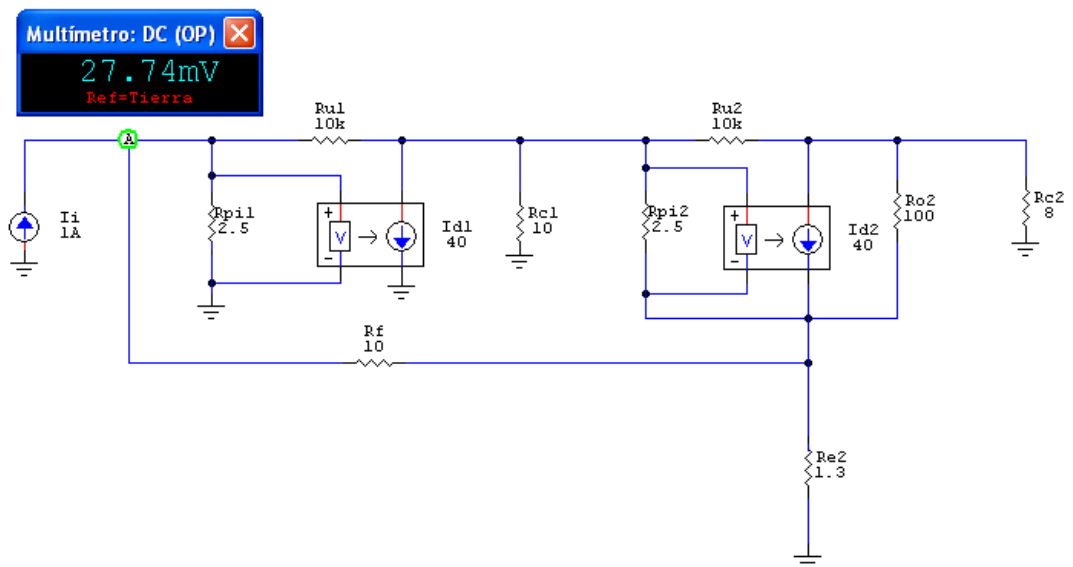 Multímetro: DC (OP)
27.74mV
Ref=Tierra
Ru1
10k
Ru2
10k
A
Ii
1A
Rpi1
2.5
+
V
-
Id1
40
Rc1
10
Rpi2
2.5
+
V
-
Id2
40
Ro2
100
Rc2
8
Rf
10
Re2
1.3